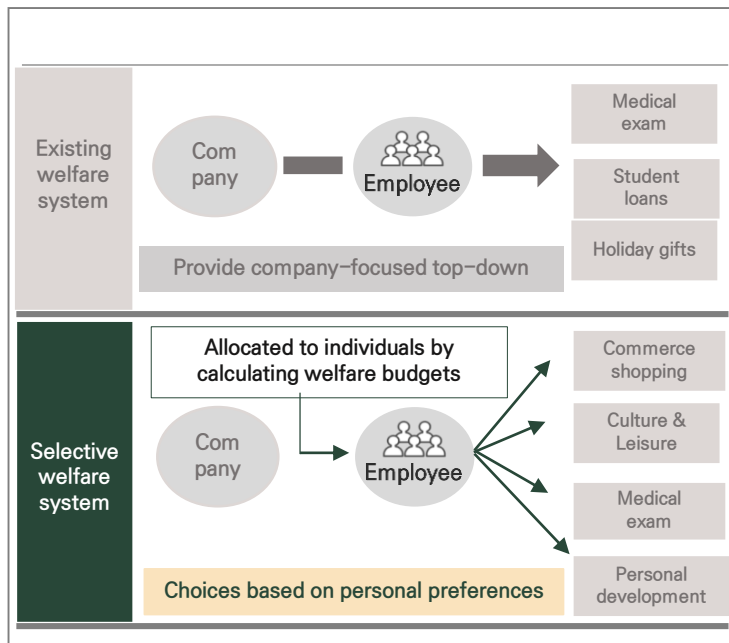 Existing
welfare
system
Com
pany
Employee
Medical
exam
Student
loans
Holiday gifts
Provide company-focused top-down
Selective
welfare
system
Allocated to individuals by
calculating welfare budgets
Com
pany
Employee
Commerce
shopping
Culture &
Leisure
Medical
exam
Personal
development
Choices based on personal preferences